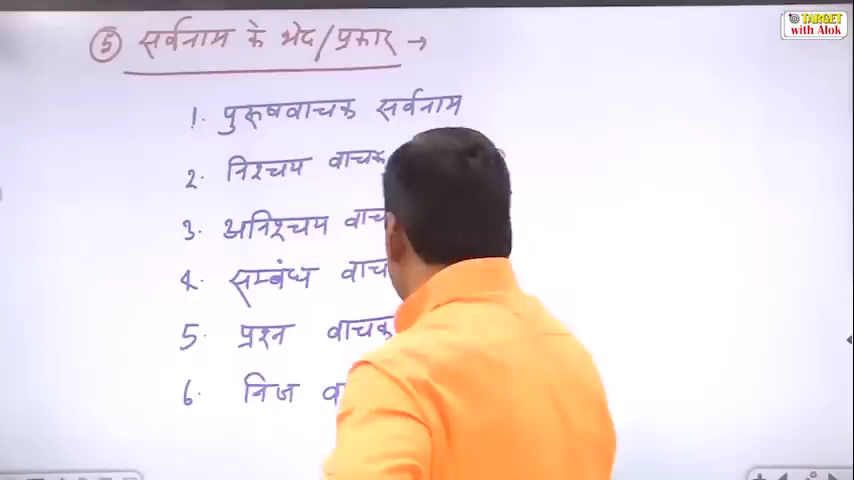 TARGET
with Alok
⑤ सर्वनाम के भेद/प्रकार →
1. पुरूषवाचक सर्वनाम
2. निश्चय वाचक
3. अनिश्चय वाच
4. सम्बंध वाच
5. प्रश्न वाचक
6. निज वा